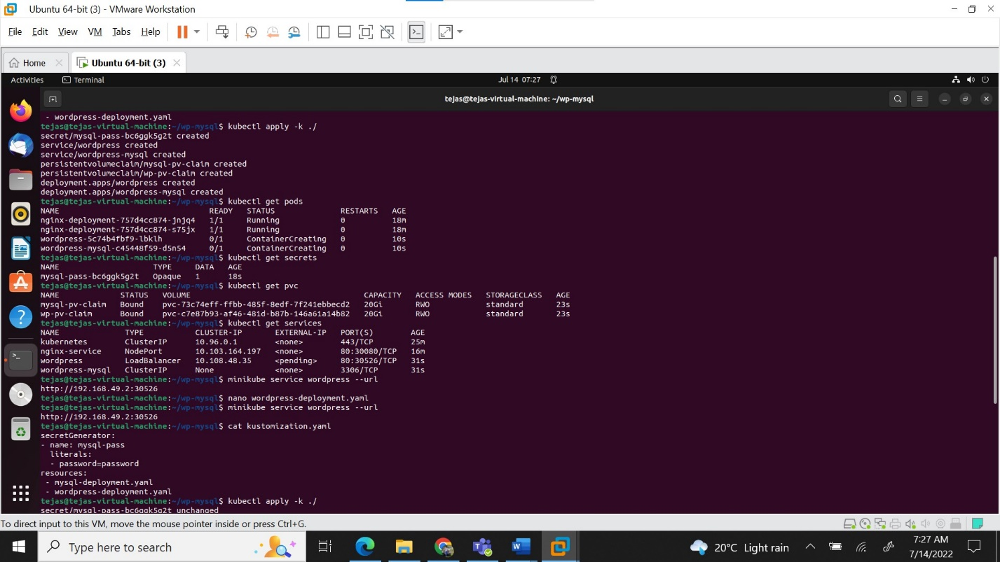 Ubuntu 64-bit (3) - VMware Workstation
File Edit View VM Tabs Help
Home Ubuntu 64-bit (3)
Activities Terminal Jul 14 07:27
tejas@tejas-virtual-machine: ~/wp-mysql
- wordpress-deployment.yaml
tejas@tejas-virtual-machine:~/wp-mysql$ kubectl apply -k ./
secret/mysql-pass-bc6ggk5g2t created
service/wordpress created
service/wordpress-mysql created
persistentvolumeclaim/mysql-pv-claim created
persistentvolumeclaim/wp-pv-claim created
deployment.apps/wordpress created
deployment.apps/wordpress-mysql created
tejas@tejas-virtual-machine:~/wp-mysql$ kubectl get pods
NAME READY STATUS RESTARTS AGE
nginx-deployment-757d4cc874-jnjq4 1/1 Running 0 18m
nginx-deployment-757d4cc874-s75jx 1/1 Running 0 18m
wordpress-5c74b4fbf9-lbklh 0/1 ContainerCreating 0 10s
wordpress-mysql-c45448f59-d5n54 0/1 ContainerCreating 0 10s
tejas@tejas-virtual-machine:~/wp-mysql$ kubectl get secrets
NAME TYPE DATA AGE
mysql-pass-bc6ggk5g2t Opaque 1 18s
tejas@tejas-virtual-machine:~/wp-mysql$ kubectl get pvc
NAME STATUS VOLUME CAPACITY ACCESS MODES STORAGECLASS AGE
mysql-pv-claim Bound pvc-73c74eff-ffbb-485f-8edf-7f241ebbecd2 20Gi RWO standard 23s
wp-pv-claim Bound pvc-c7e87b93-af46-481d-b87b-146a61a14b82 20Gi RWO standard 23s
tejas@tejas-virtual-machine:~/wp-mysql$ kubectl get services
NAME TYPE CLUSTER-IP EXTERNAL-IP PORT(S) AGE
kubernetes ClusterIP 10.96.0.1 <none> 443/TCP 25m
nginx-service NodePort 10.103.164.197 <none> 80:30080/TCP 16m
wordpress LoadBalancer 10.108.48.35 <pending> 80:30526/TCP 31s
wordpress-mysql ClusterIP None <none> 3306/TCP 31s
tejas@tejas-virtual-machine:~/wp-mysql$ minikube service wordpress --url
http://192.168.49.2:30526
tejas@tejas-virtual-machine:~/wp-mysql$ nano wordpress-deployment.yaml
tejas@tejas-virtual-machine:~/wp-mysql$ minikube service wordpress --url
http://192.168.49.2:30526
tejas@tejas-virtual-machine:~/wp-mysql$ cat kustomization.yaml
secretGenerator:
- name: mysql-pass
literals:
- password=password
resources:
- mysql-deployment.yaml
- wordpress-deployment.yaml
tejas@tejas-virtual-machine:~/wp-mysql$ kubectl apply -k ./
secret/mysql-pass-bc6ggk5g2t unchanged
To direct input to this VM, move the mouse pointer inside or press Ctrl+G.
Type here to search
20°C Light rain
7:27 AM
7/14/2022